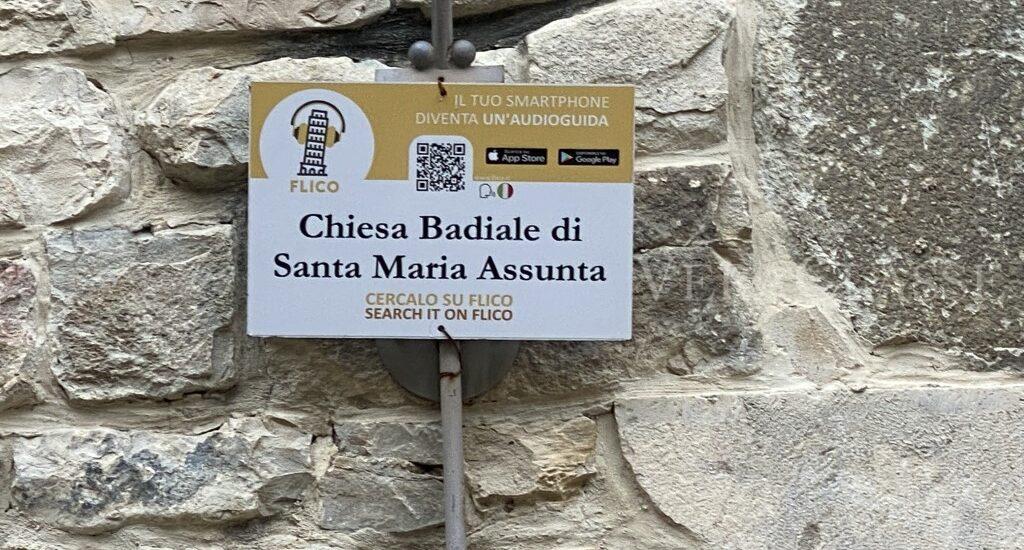 IL TUO SMARTPHONE
DIVENTA UN'AUDIOGUIDA
App Store
Google Play
FLICO
Chiesa Badiale di
Santa Maria Assunta
CERCALO SU FLICO
SEARCH IT ON FLICO